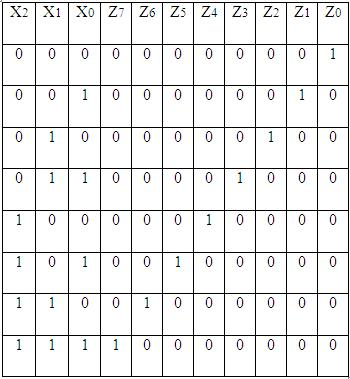 X2 X1 X0 Z7 Z6 Z5 Z4 Z3 Z2 Z1 Z0
0 0 0 0 0 0 0 0 0 0 1
0 0 1 0 0 0 0 0 0 1 0
0 1 0 0 0 0 0 0 1 0 0
0 1 1 0 0 0 0 1 0 0 0
1 0 0 0 0 0 1 0 0 0 0
1 0 1 0 0 1 0 0 0 0 0
1 1 0 0 1 0 0 0 0 0 0
1 1 1 1 0 0 0 0 0 0 0